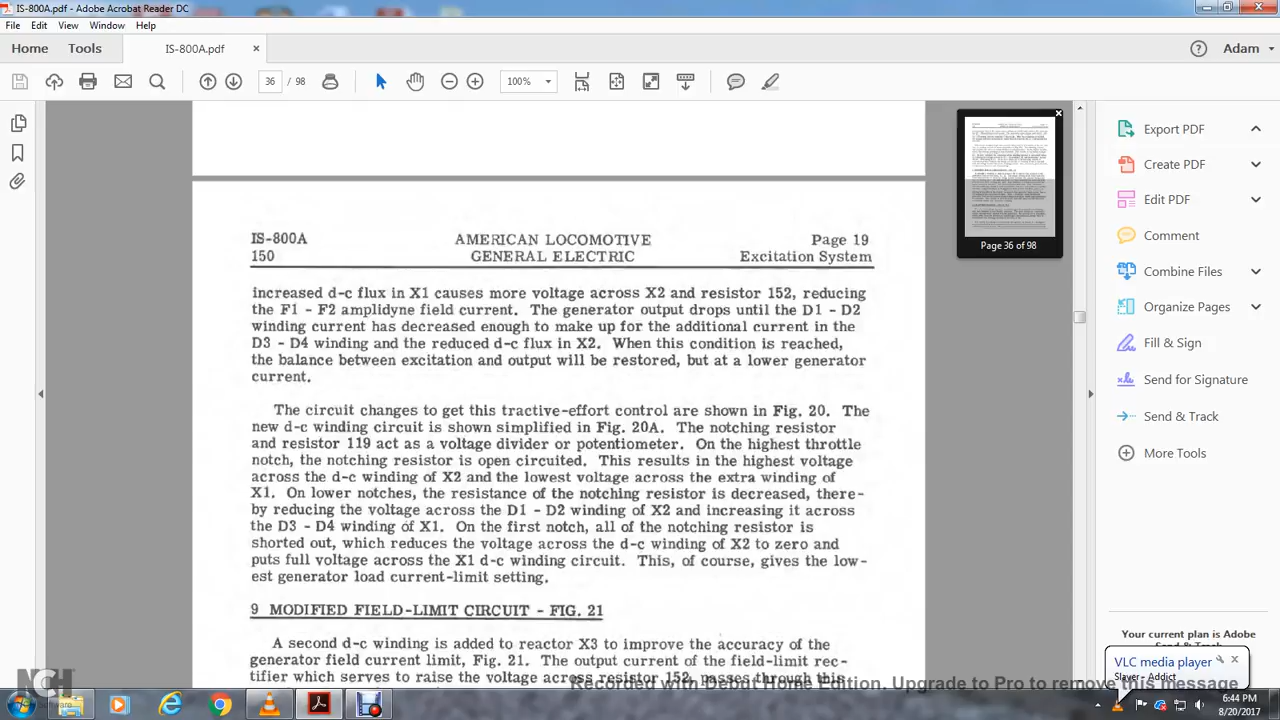 IS-800A.pdf - Adobe Acrobat Reader DC
File Edit View Window Help
Home Tools IS-800A.pdf × Adam
36 / 98 100%
IS-800A AMERICAN LOCOMOTIVE Page 19
150 GENERAL ELECTRIC Excitation System
increased d-c flux in X1 causes more voltage across X2 and resistor 152, reducing
the F1 - F2 amplidyne field current. The generator output drops until the D1 - D2
winding current has decreased enough to make up for the additional current in the
D3 - D4 winding and the reduced d-c flux in X2. When this condition is reached,
the balance between excitation and output will be restored, but at a lower generator
current.
The circuit changes to get this tractive-effort control are shown in Fig. 20. The
new d-c winding circuit is shown simplified in Fig. 20A. The notching resistor
and resistor 119 act as a voltage divider or potentiometer. On the highest throttle
notch, the notching resistor is open circuited. This results in the highest voltage
across the d-c winding of X2 and the lowest voltage across the extra winding of
X1. On lower notches, the resistance of the notching resistor is decreased, there-
by reducing the voltage across the D1 - D2 winding of X2 and increasing it across
the D3 - D4 winding of X1. On the first notch, all of the notching resistor is
shorted out, which reduces the voltage across the d-c winding of X2 to zero and
puts full voltage across the X1 d-c winding circuit. This, of course, gives the low-
est generator load current-limit setting.
9 MODIFIED FIELD-LIMIT CIRCUIT - FIG. 21
A second d-c winding is added to reactor X3 to improve the accuracy of the
generator field current limit, Fig. 21. The output current of the field-limit rec-
tifier which serves to raise the voltage across resistor 152, passes through this
Page 36 of 98
Export PDF
Create PDF
Edit PDF
Comment
Combine Files
Organize Pages
Fill & Sign
Send for Signature
Send & Track
More Tools
Your current plan is Adobe
VLC media player
Slayer - Addict
NCH
Recorded with Debut Home Edition. Upgrade to Pro to remove this message
6:44 PM
8/20/2017